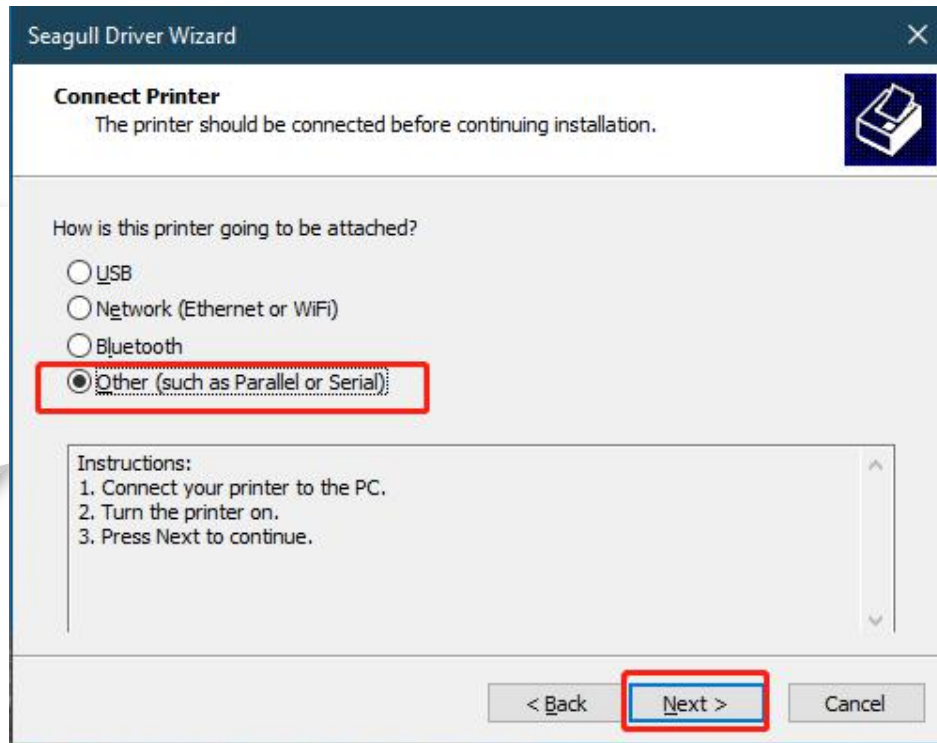 Seagull Driver Wizard
Connect Printer
The printer should be connected before continuing installation.
How is this printer going to be attached?
USB
Network (Ethernet or WiFi)
Bluetooth
Other (such as Parallel or Serial)
Instructions:
1. Connect your printer to the PC.
2. Turn the printer on.
3. Press Next to continue.
< Back
Next >
Cancel